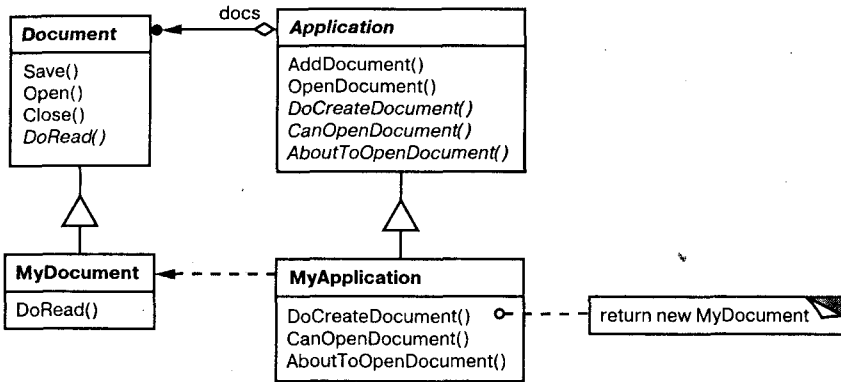 docs
Document
Save()
Open()
Close()
DoRead()
Application
AddDocument()
OpenDocument()
DoCreateDocument()
CanOpenDocument()
AboutToOpenDocument()
MyDocument
DoRead()
MyApplication
DoCreateDocument()
CanOpenDocument()
AboutToOpenDocument()
return new MyDocument